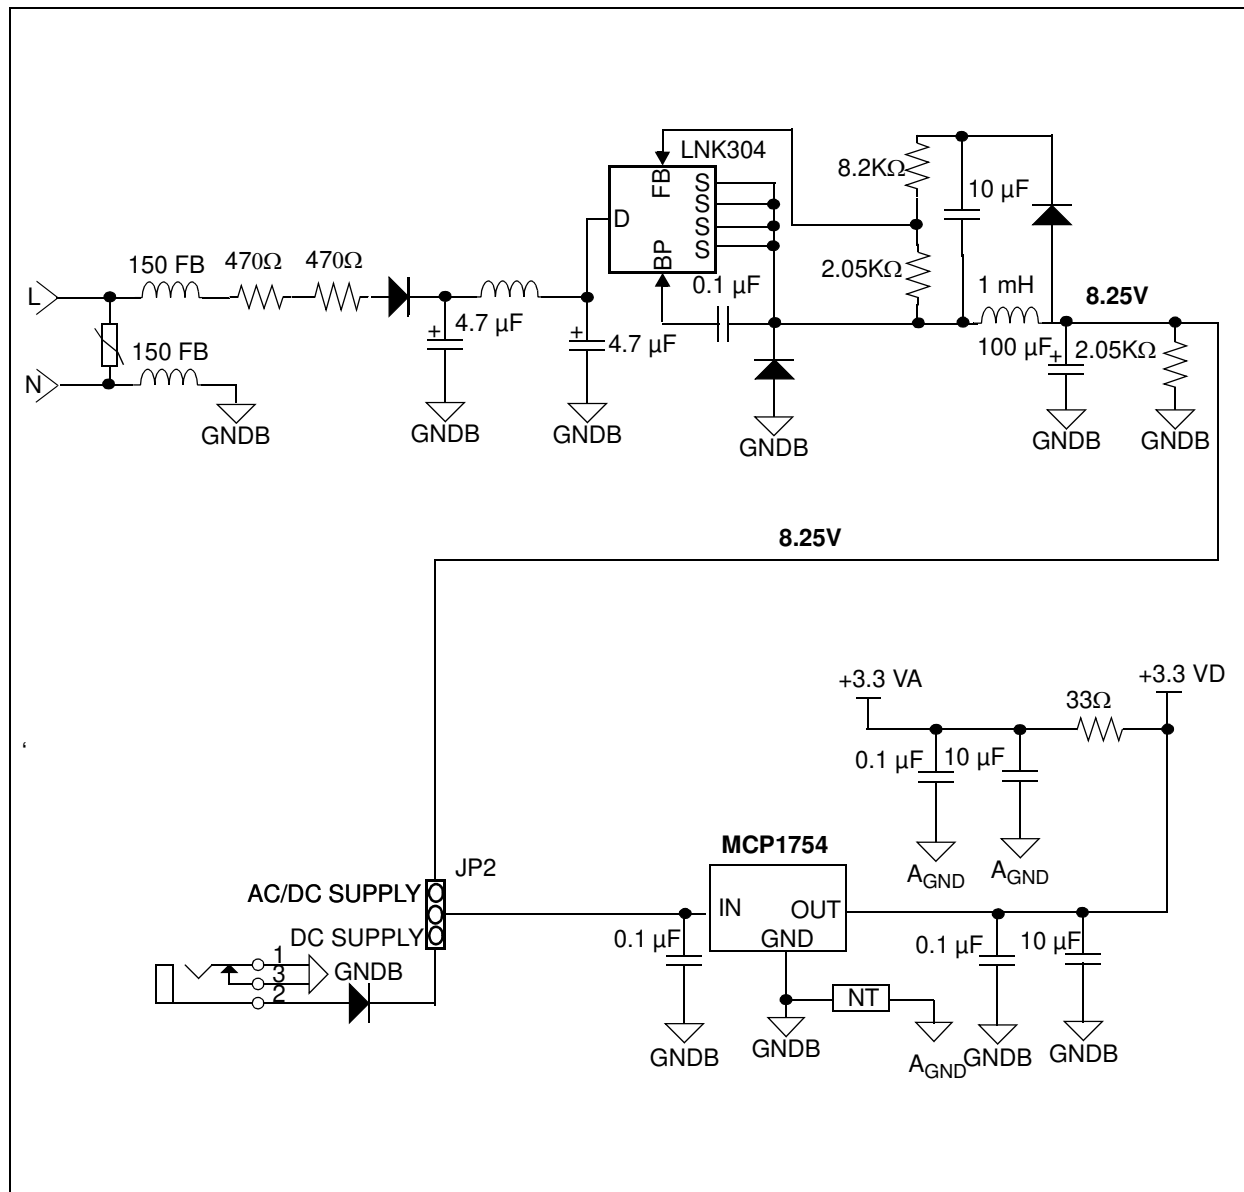 LNK304
FB
S
S
S
S
D
BP
8.2KΩ
10 µF
2.05KΩ
0.1 µF
1 mH
8.25V
L
150 FB
470Ω
470Ω
4.7 µF
+
+
4.7 µF
100 µF
+
2.05KΩ
N
150 FB
GNDB
GNDB
GNDB
GNDB
GNDB
GNDB
8.25V
+3.3 VA
33Ω
+3.3 VD
‘
0.1 µF
10 µF
MCP1754
AGND
AGND
JP2
AC/DC SUPPLY
DC SUPPLY
IN
OUT
GND
0.1 µF
0.1 µF
10 µF
1
3
2
GNDB
NT
GNDB
GNDB
AGND
GNDB
GNDB